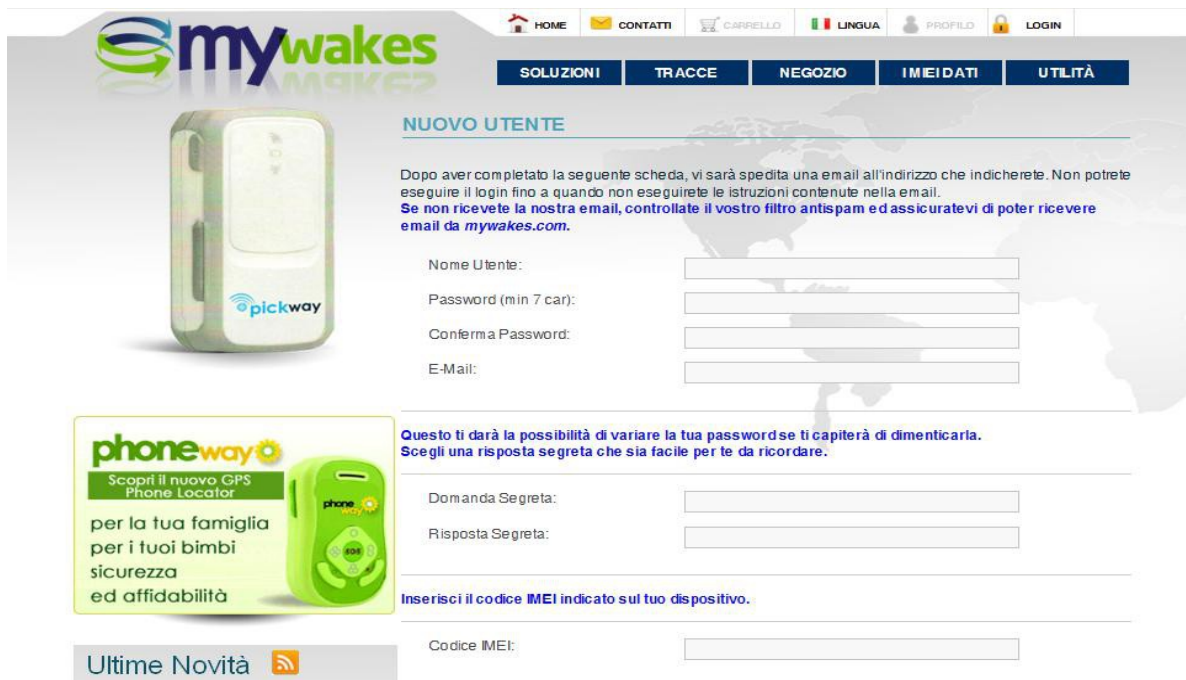 mywakes
HOME CONTATTI CARRELLO LINGUA PROFILO LOGIN
SOLUZIONI TRACCE NEGOZIO I MIEI DATI UTILITÀ
pickway
NUOVO UTENTE
Dopo aver completato la seguente scheda, vi sarà spedita una email all'indirizzo che indicherete. Non potrete
eseguire il login fino a quando non eseguirete le istruzioni contenute nella email.
Se non ricevete la nostra email, controllate il vostro filtro antispam ed assicuratevi di poter ricevere
email da mywakes.com.
Nome Utente:
Password (min 7 car):
Conferma Password:
E-Mail:
Questo ti darà la possibilità di variare la tua password se ti capiterà di dimenticarla.
Scegli una risposta segreta che sia facile per te da ricordare.
Domanda Segreta:
Risposta Segreta:
Inserisci il codice IMEI indicato sul tuo dispositivo.
Codice IMEI:
phoneway
Scopri il nuovo GPS
Phone Locator
per la tua famiglia
per i tuoi bimbi
sicurezza
ed affidabilità
phone
way
SOS
Ultime Novità